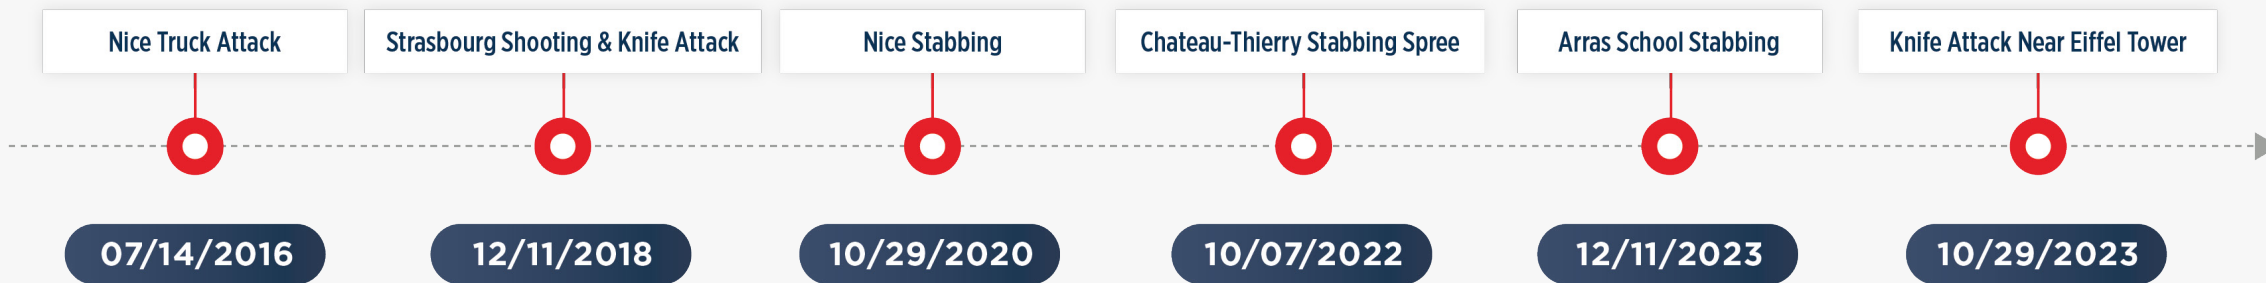 Nice Truck Attack
Strasbourg Shooting & Knife Attack
Nice Stabbing
Chateau-Thierry Stabbing Spree
Arras School Stabbing
Knife Attack Near Eiffel Tower
07/14/2016
12/11/2018
10/29/2020
10/07/2022
12/11/2023
10/29/2023